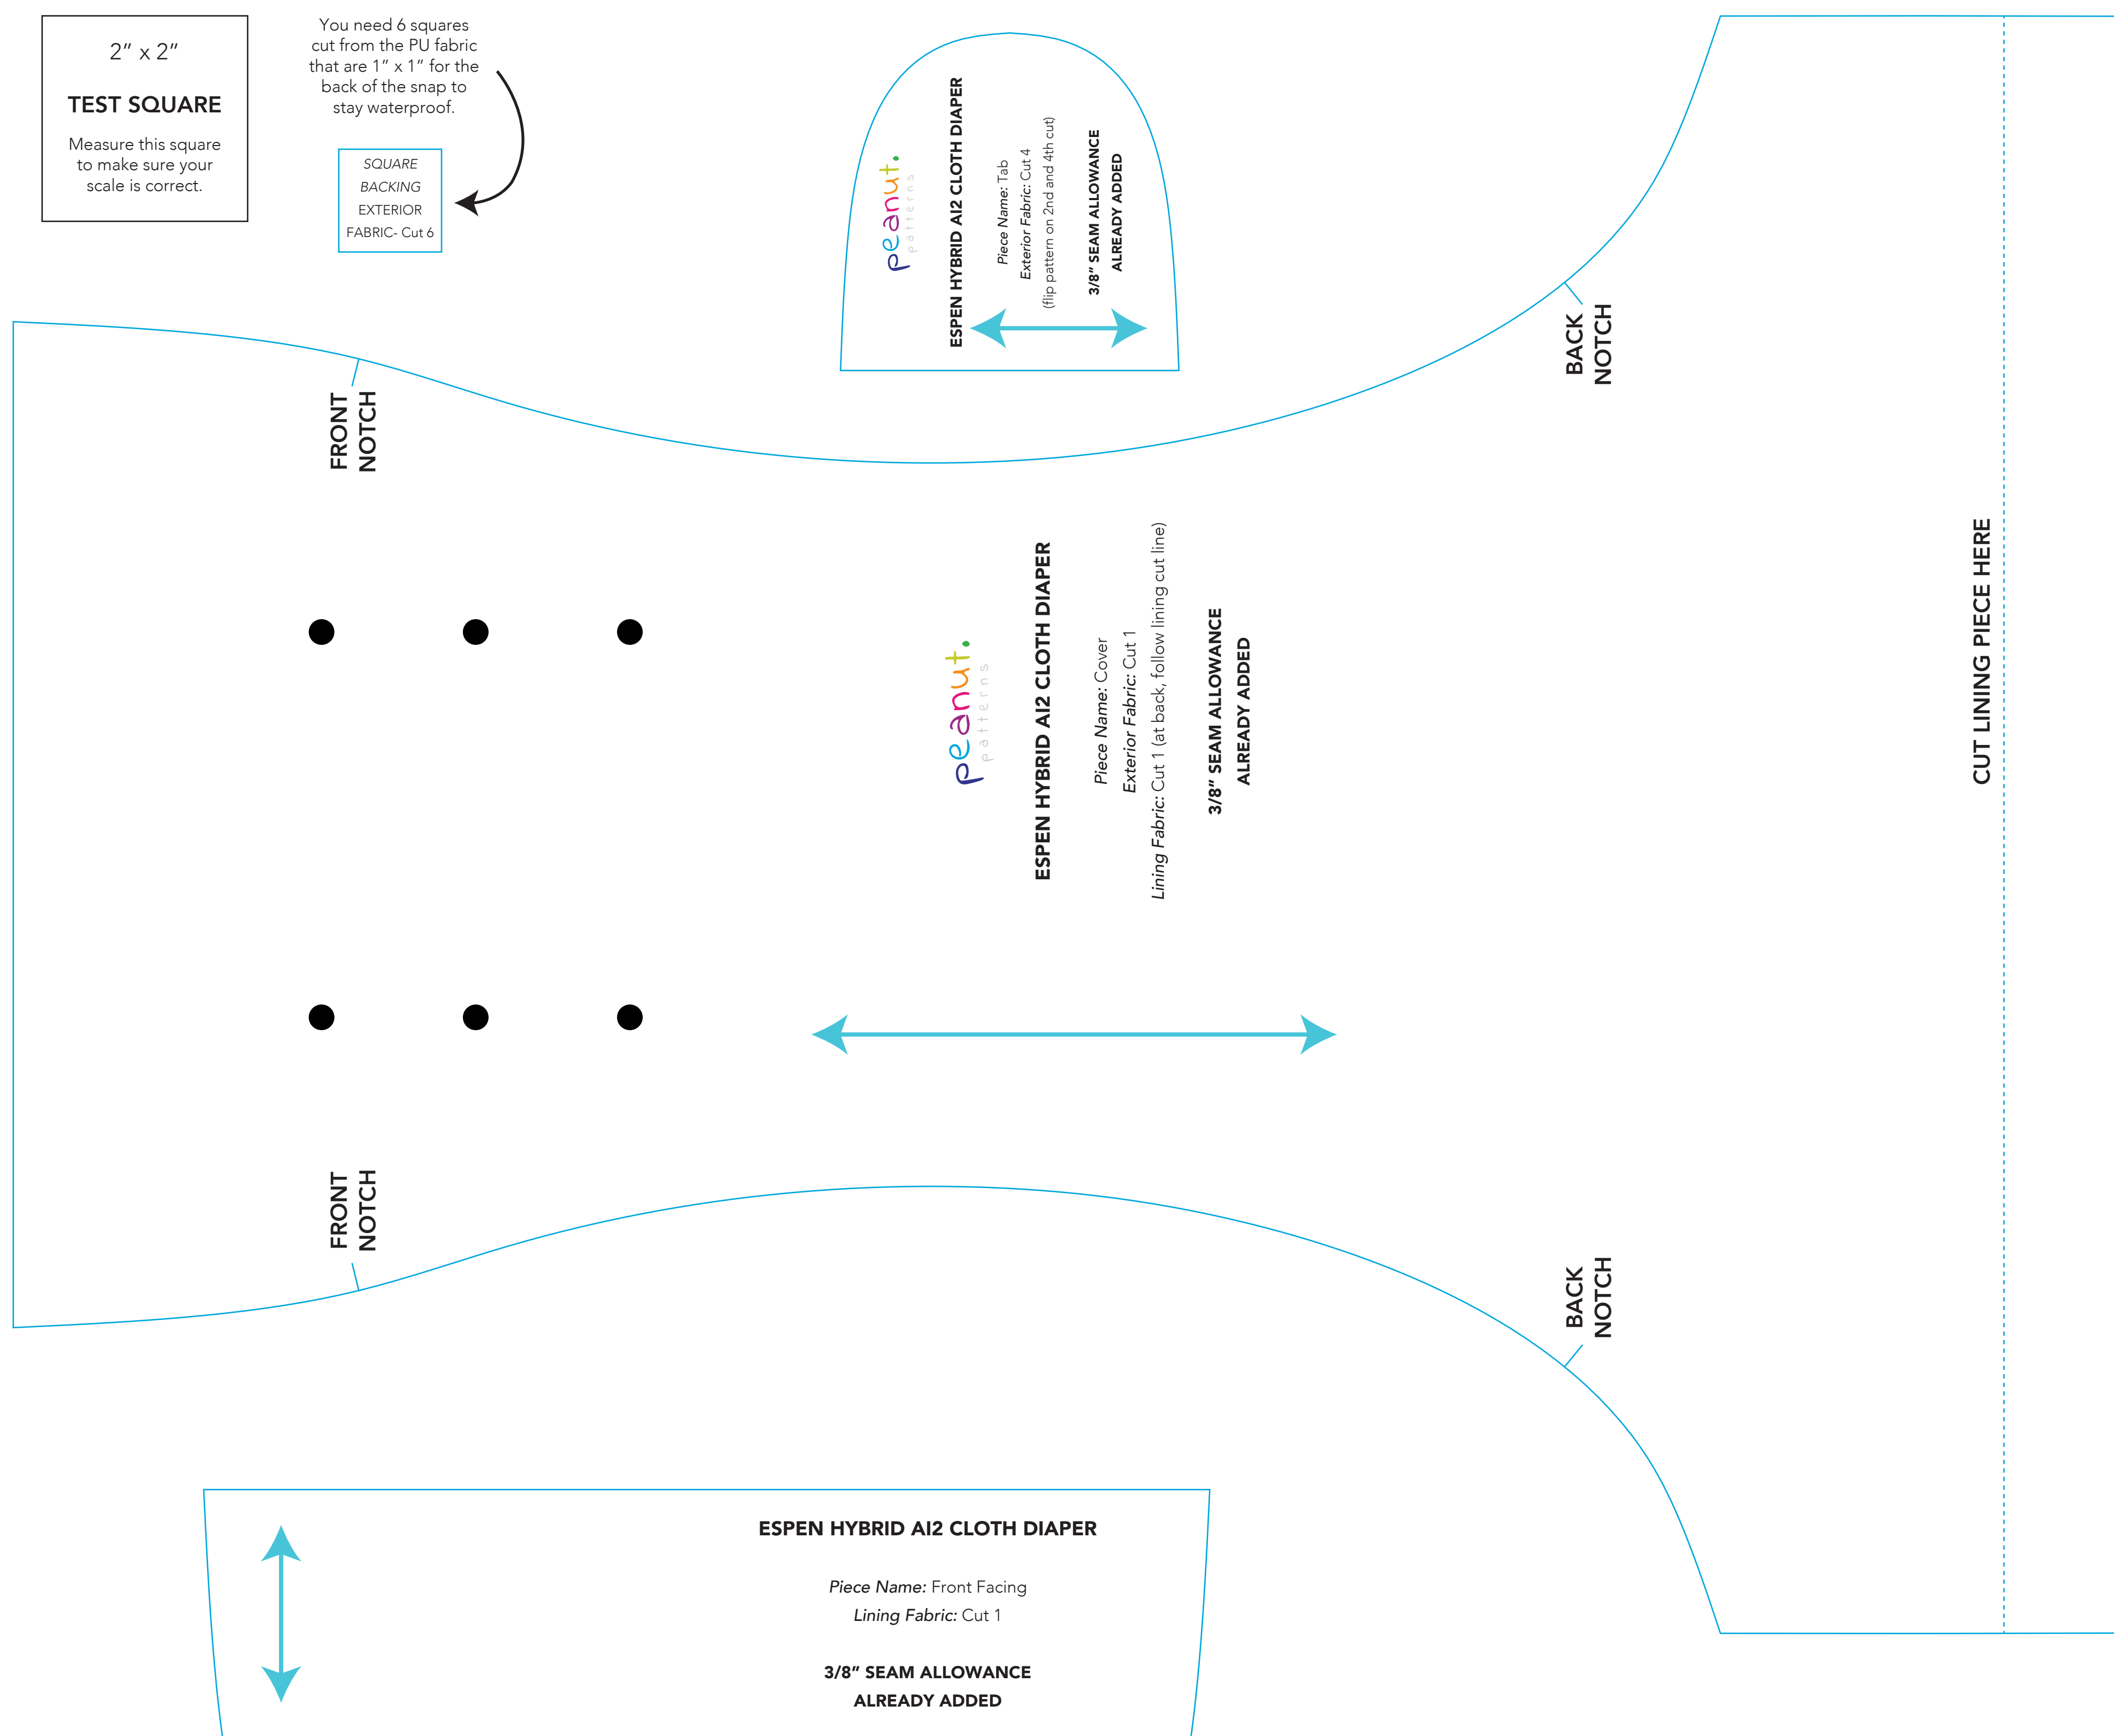 2” x 2”
TEST SQUARE
Measure this square
to make sure your
scale is correct.
You need 6 squares
cut from the PU fabric
that are 1” x 1” for the
back of the snap to
stay waterproof.
SQUARE
BACKING
EXTERIOR
FABRIC- Cut 6
peanut.
patterns
ESPEN HYBRID AI2 CLOTH DIAPER
Piece Name: Tab
Exterior Fabric: Cut 4
(flip pattern on 2nd and 4th cut)
3/8” SEAM ALLOWANCE
ALREADY ADDED
FRONT
NOTCH
BACK
NOTCH
peanut.
patterns
ESPEN HYBRID AI2 CLOTH DIAPER
Piece Name: Cover
Exterior Fabric: Cut 1
Lining Fabric: Cut 1 (at back, follow lining cut line)
3/8” SEAM ALLOWANCE
ALREADY ADDED
CUT LINING PIECE HERE
FRONT
NOTCH
BACK
NOTCH
ESPEN HYBRID AI2 CLOTH DIAPER
Piece Name: Front Facing
Lining Fabric: Cut 1
3/8” SEAM ALLOWANCE
ALREADY ADDED